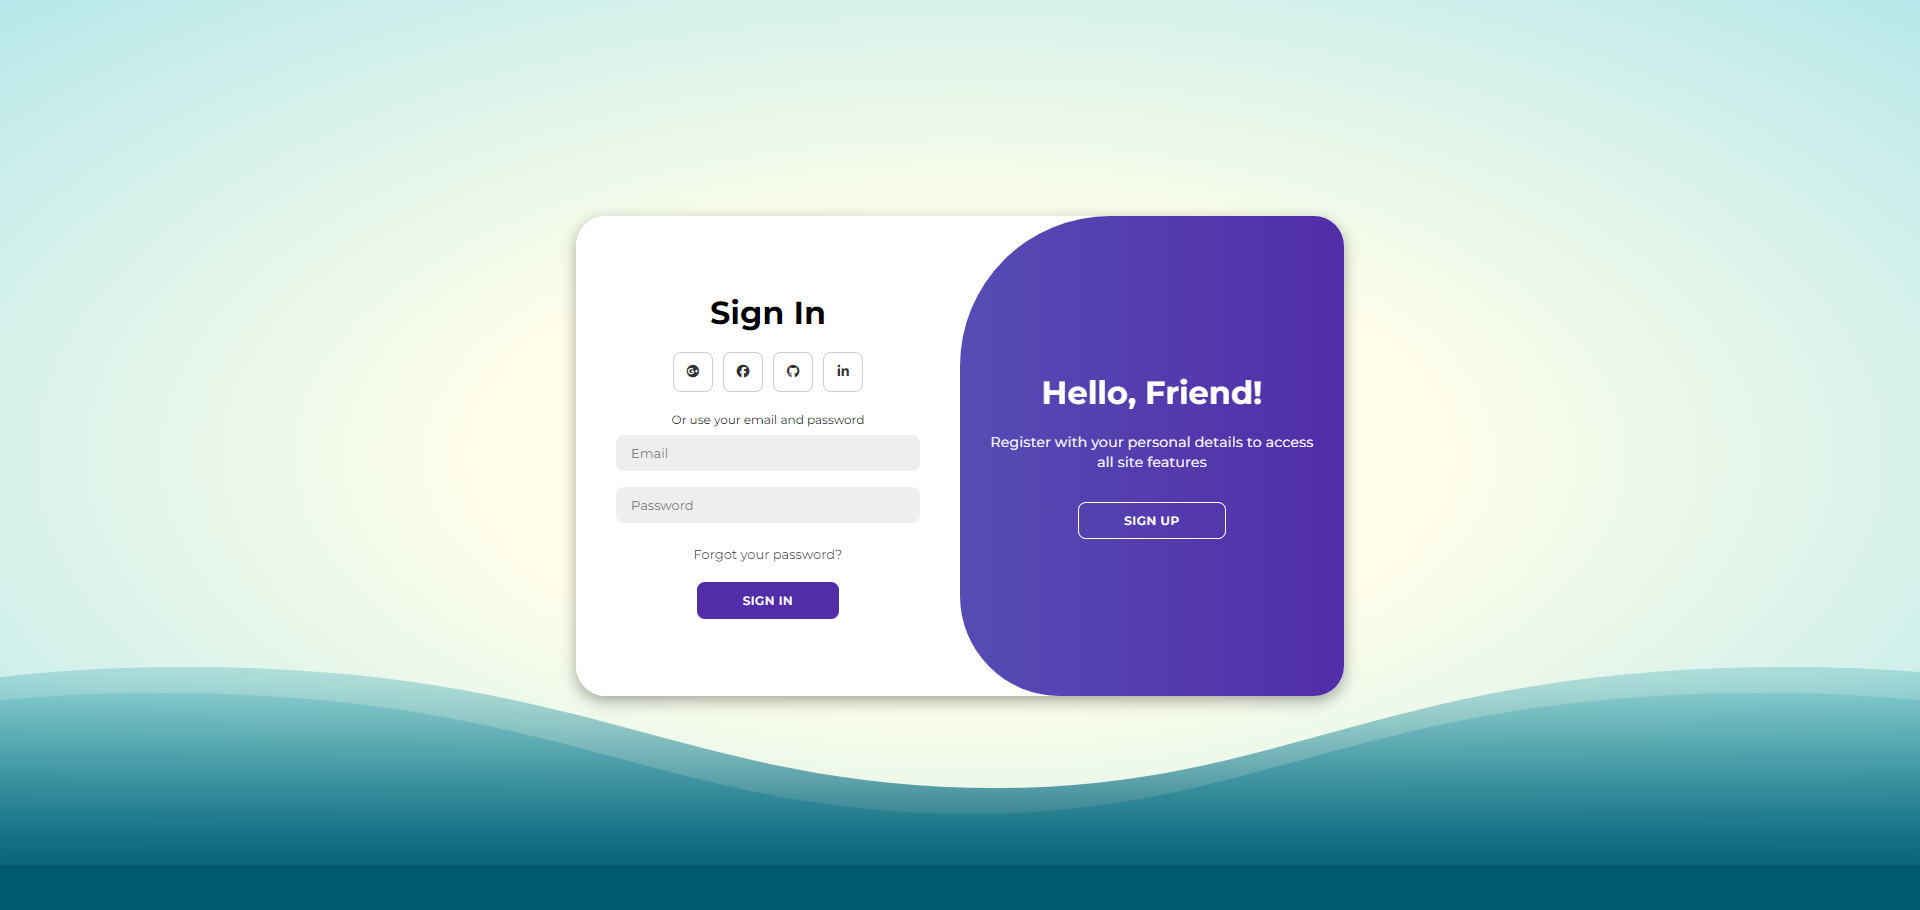 Sign In
Or use your email and password
Email
Password
Forgot your password?
SIGN IN
Hello, Friend!
Register with your personal details to access
all site features
SIGN UP